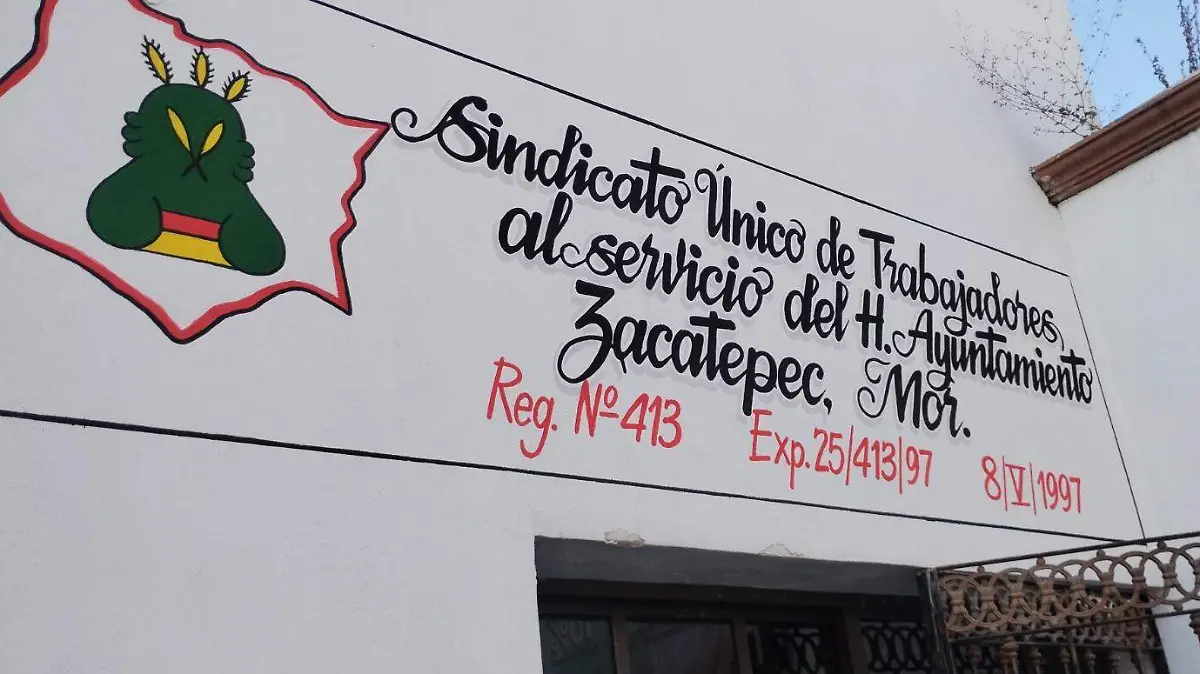 Sindicato Único de Trabajadores,
al servicio del H. Ayuntamiento
Zacatepec, Mor.
Reg. Nº 413 Exp. 25/413/97 8/V/1997